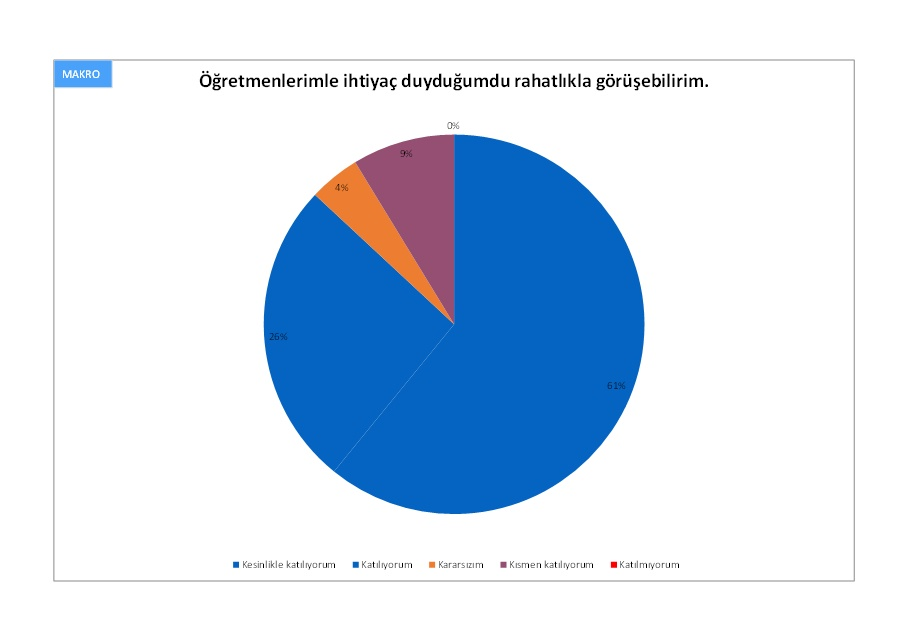 MAKRO
Öğretmenlerimle ihtiyaç duyduğumdu rahatlıkla görüşebilirim.
0%
9%
4%
26%
61%
Kesinlikle katılıyorum Katılıyorum Kararsızım Kısmen katılıyorum Katılmıyorum